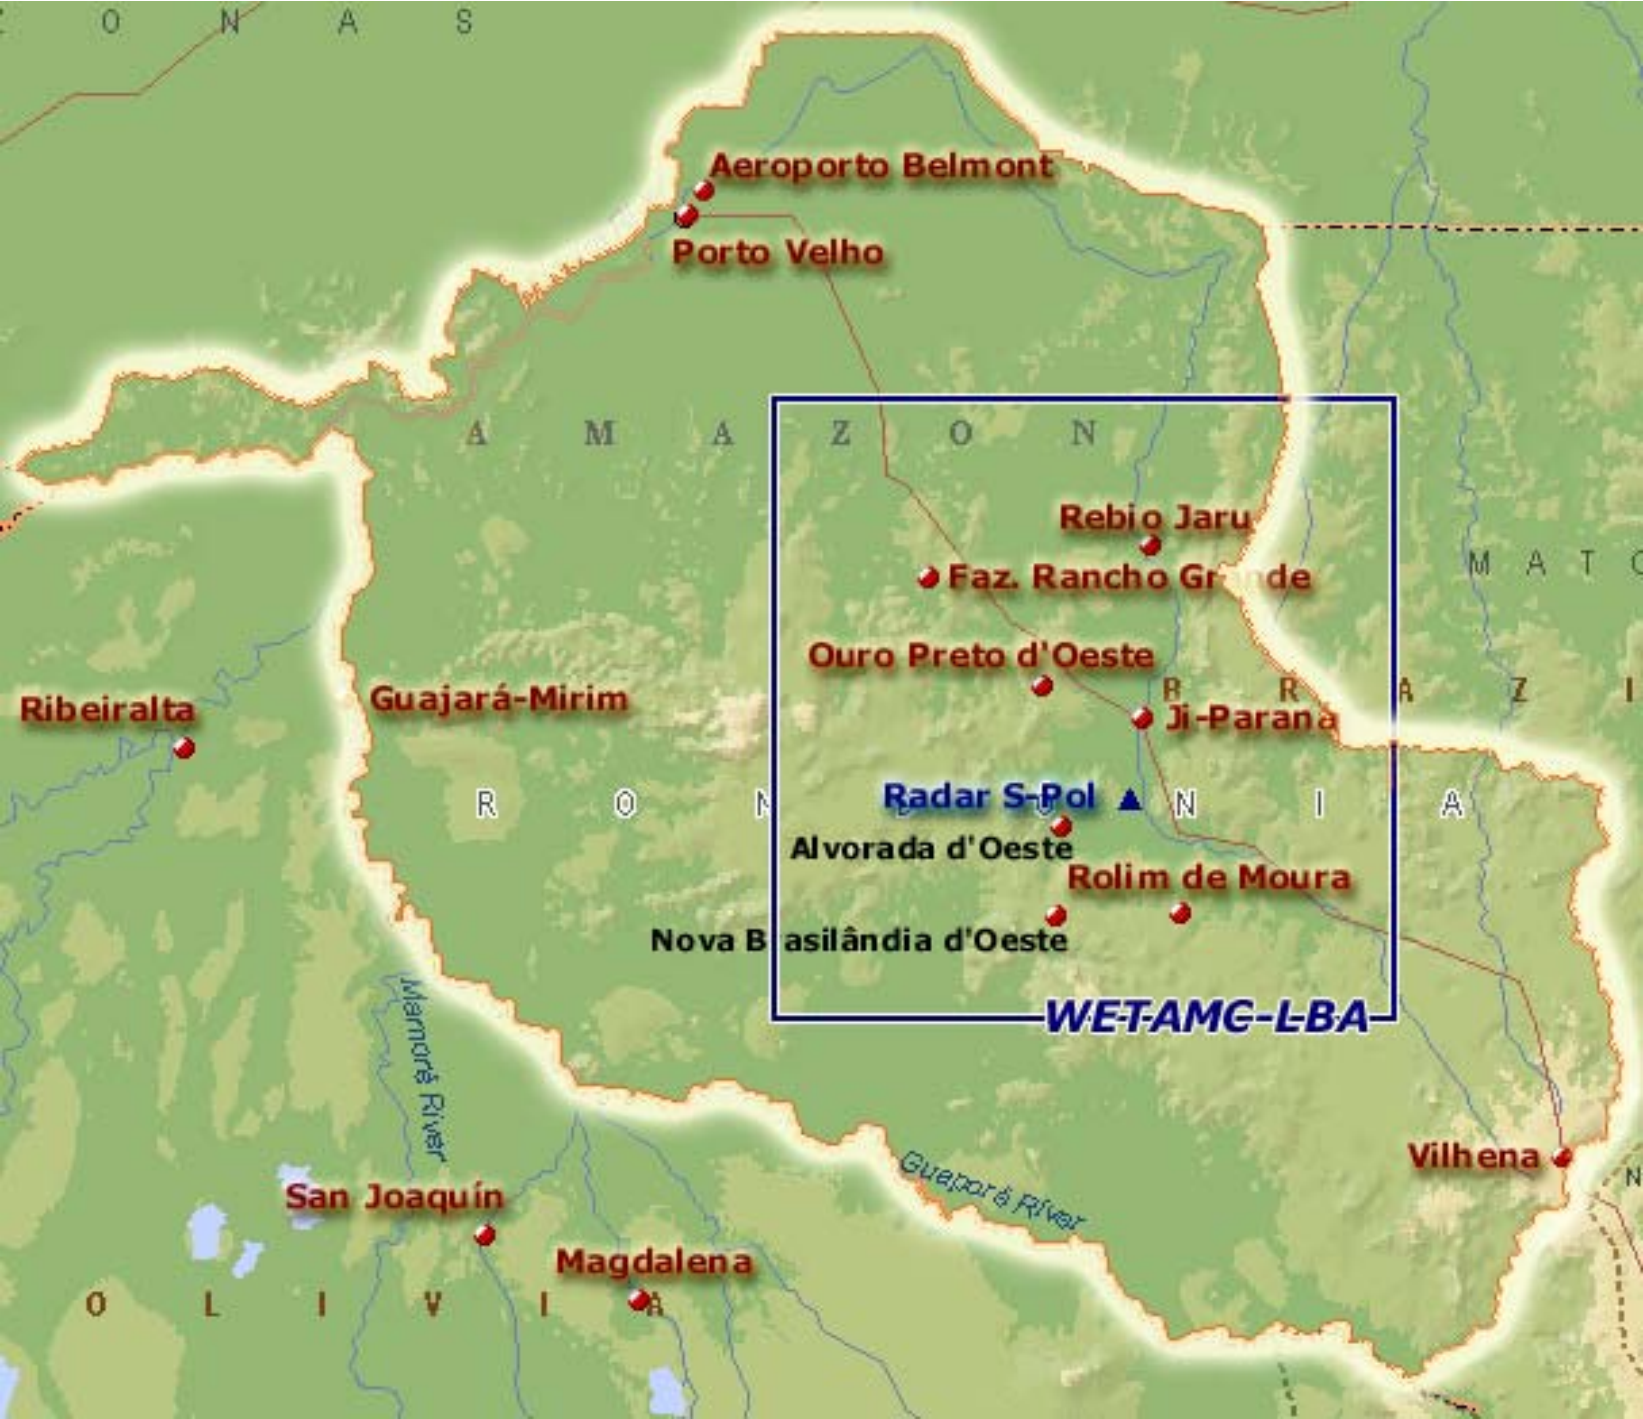 O N A S
Aeroporto Belmont
Porto Velho
A M A Z O N
Rebio Jaru
Faz. Rancho Grande
M A T O
Ouro Preto d'Oeste
B R A Z I
Ribeiralta
Guajará-Mirim
Ji-Paraná
Radar S-Pol
R O N D Ô N I A
Alvorada d'Oeste
Rolim de Moura
Nova Brasilândia d'Oeste
WETAMC-LBA
Mamoré River
Guaporé River
Vilhena
N
San Joaquín
Magdalena
O L I V I A